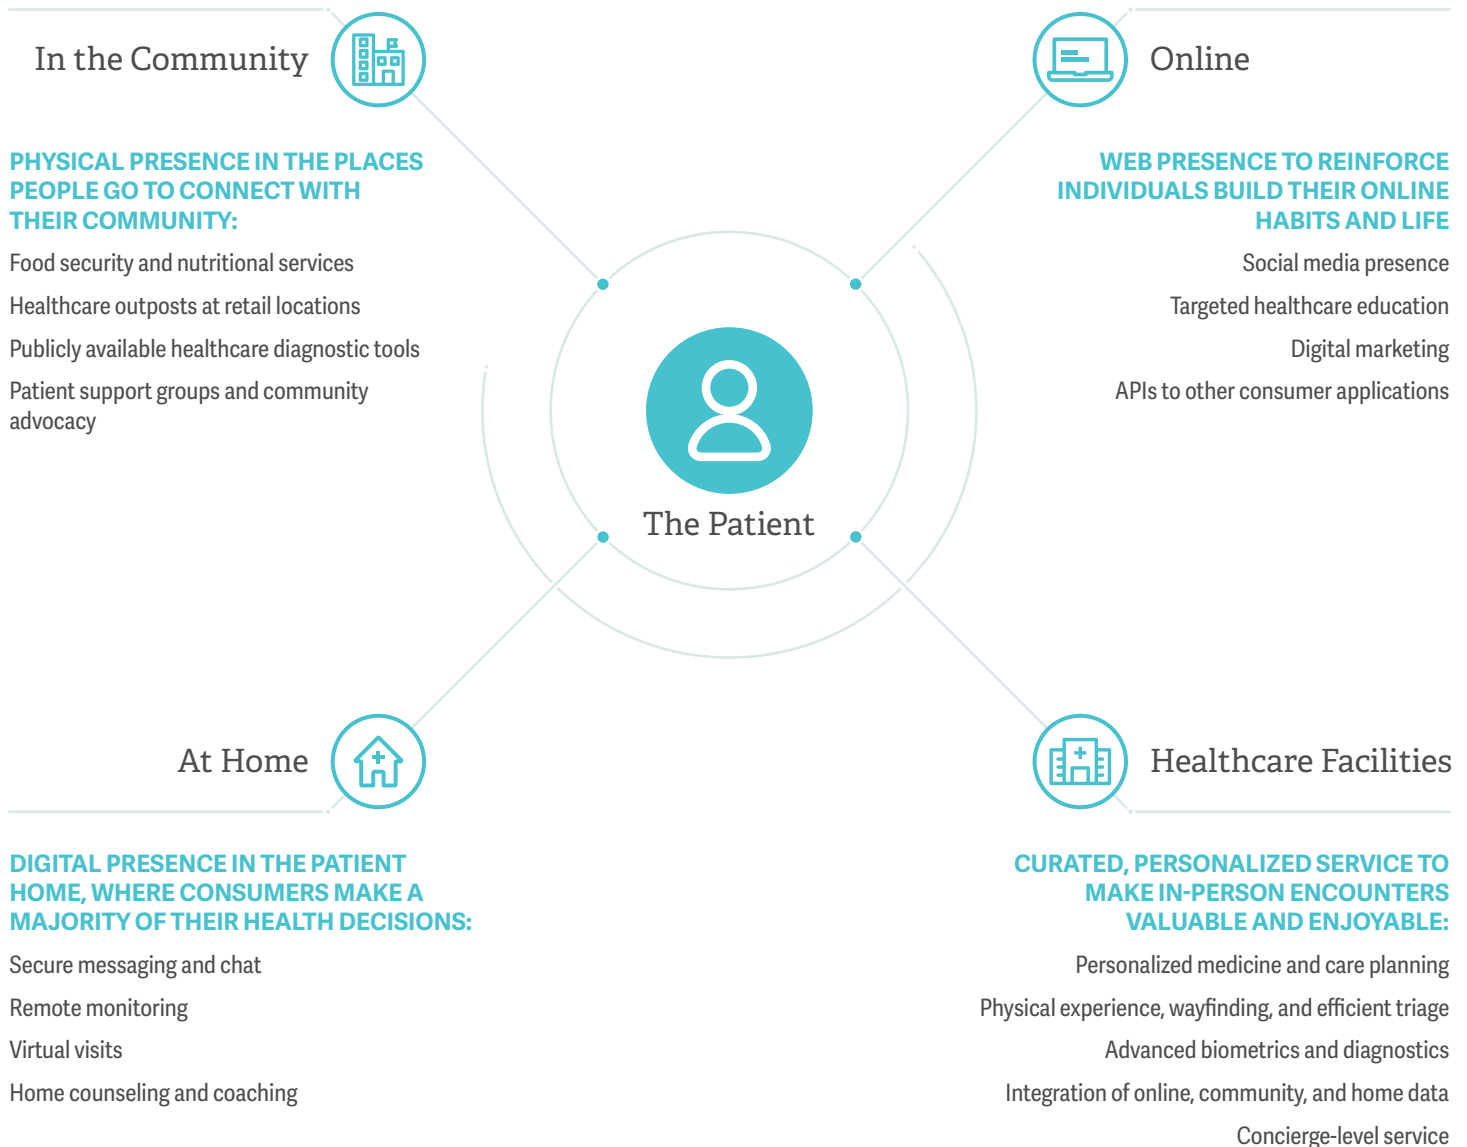 In the Community
PHYSICAL PRESENCE IN THE PLACES
PEOPLE GO TO CONNECT WITH
THEIR COMMUNITY:
Food security and nutritional services
Healthcare outposts at retail locations
Publicly available healthcare diagnostic tools
Patient support groups and community
advocacy
Online
WEB PRESENCE TO REINFORCE
INDIVIDUALS BUILD THEIR ONLINE
HABITS AND LIFE
Social media presence
Targeted healthcare education
Digital marketing
APIs to other consumer applications
The Patient
At Home
DIGITAL PRESENCE IN THE PATIENT
HOME, WHERE CONSUMERS MAKE A
MAJORITY OF THEIR HEALTH DECISIONS:
Secure messaging and chat
Remote monitoring
Virtual visits
Home counseling and coaching
Healthcare Facilities
CURATED, PERSONALIZED SERVICE TO
MAKE IN-PERSON ENCOUNTERS
VALUABLE AND ENJOYABLE:
Personalized medicine and care planning
Physical experience, wayfinding, and efficient triage
Advanced biometrics and diagnostics
Integration of online, community, and home data
Concierge-level service